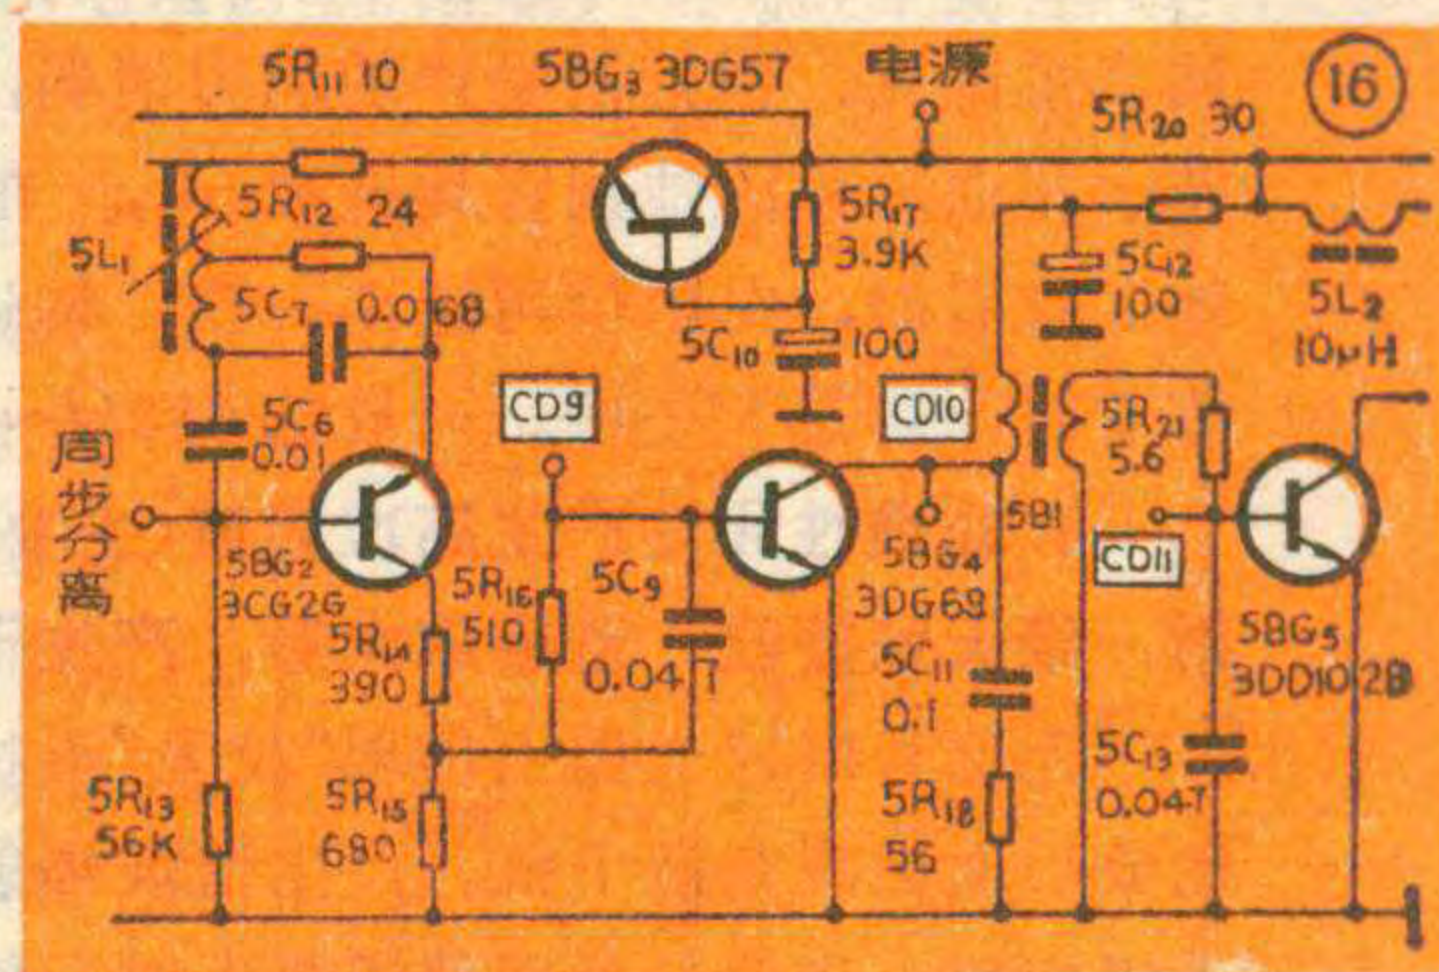 5R₁₁ 10
5BG₃ 3DG57
电源
16
5R₂₀ 30
5R₁₂ 24
5L₁
5R₁₇
3.9K
5C₁₂
100
5L₂
10μH
5C₇ 0.068
5C₁₀ 100
CD9
CD10
5R₂₁
5.6
5C₆
0.01
周步分离
5B1
CD11
5BG₂
3CG2G
5R₁₆
510
5C₉
0.047
5BG₄
3DG69
5BG₅
3DD102B
5R₁₄
390
5C₁₁
0.1
5C₁₃
0.047
5R₁₃
56K
5R₁₅
680
5R₁₈
56